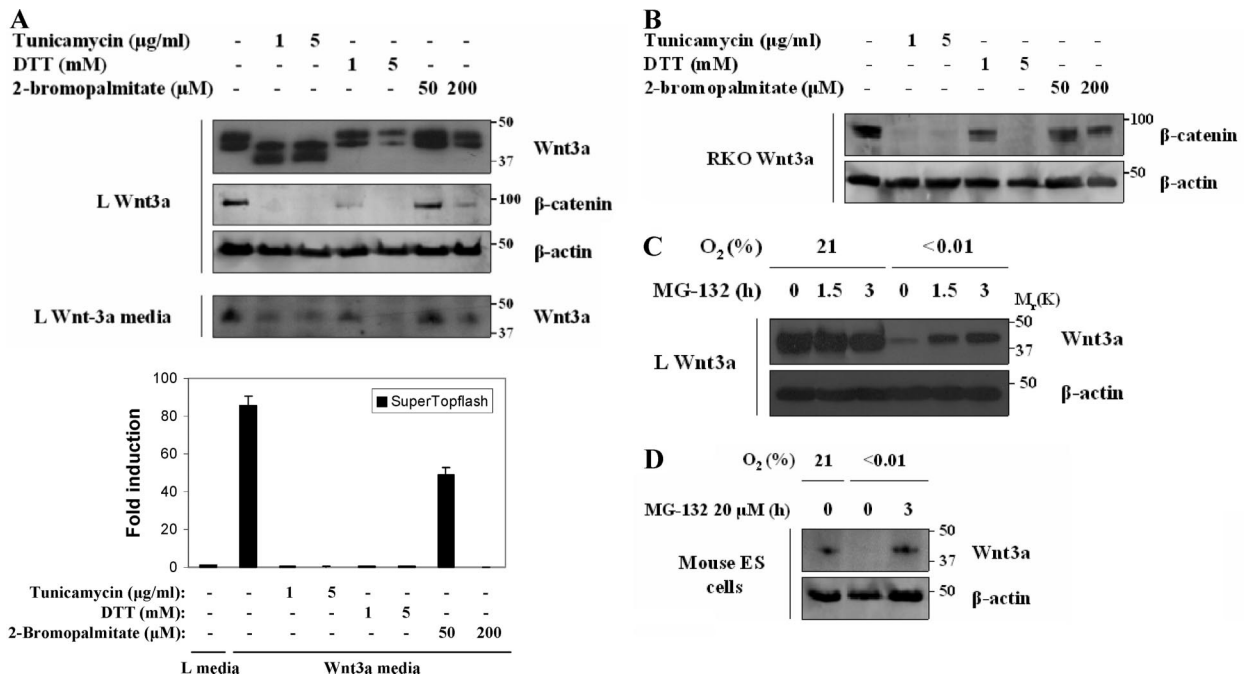 A
Tunicamycin (µg/ml) - 1 5 - - - -
DTT (mM) - - - 1 5 - -
2-bromopalmitate (µM) - - - - - 50 200
50
Wnt3a
37
L Wnt3a
100
β-catenin
50
β-actin
50
L Wnt-3a media
Wnt3a
37
100
80
60
40
20
0
Fold induction
SuperTopflash
Tunicamycin (µg/ml): - - 1 5 - - - -
DTT (mM): - - - - 1 5 - -
2-Bromopalmitate (µM): - - - - - - 50 200
L media Wnt3a media
B
Tunicamycin (µg/ml) - 1 5 - - - -
DTT (mM) - - - 1 5 - -
2-bromopalmitate (µM) - - - - - 50 200
100
β-catenin
RKO Wnt3a
50
β-actin
C
O2 (%) 21 <0.01
MG-132 (h) 0 1.5 3 0 1.5 3 Mr(K)
50
Wnt3a
37
L Wnt3a
50
β-actin
D
O2 (%) 21 <0.01
MG-132 20 µM (h) 0 0 3
50
Wnt3a
37
Mouse ES
cells
50
β-actin